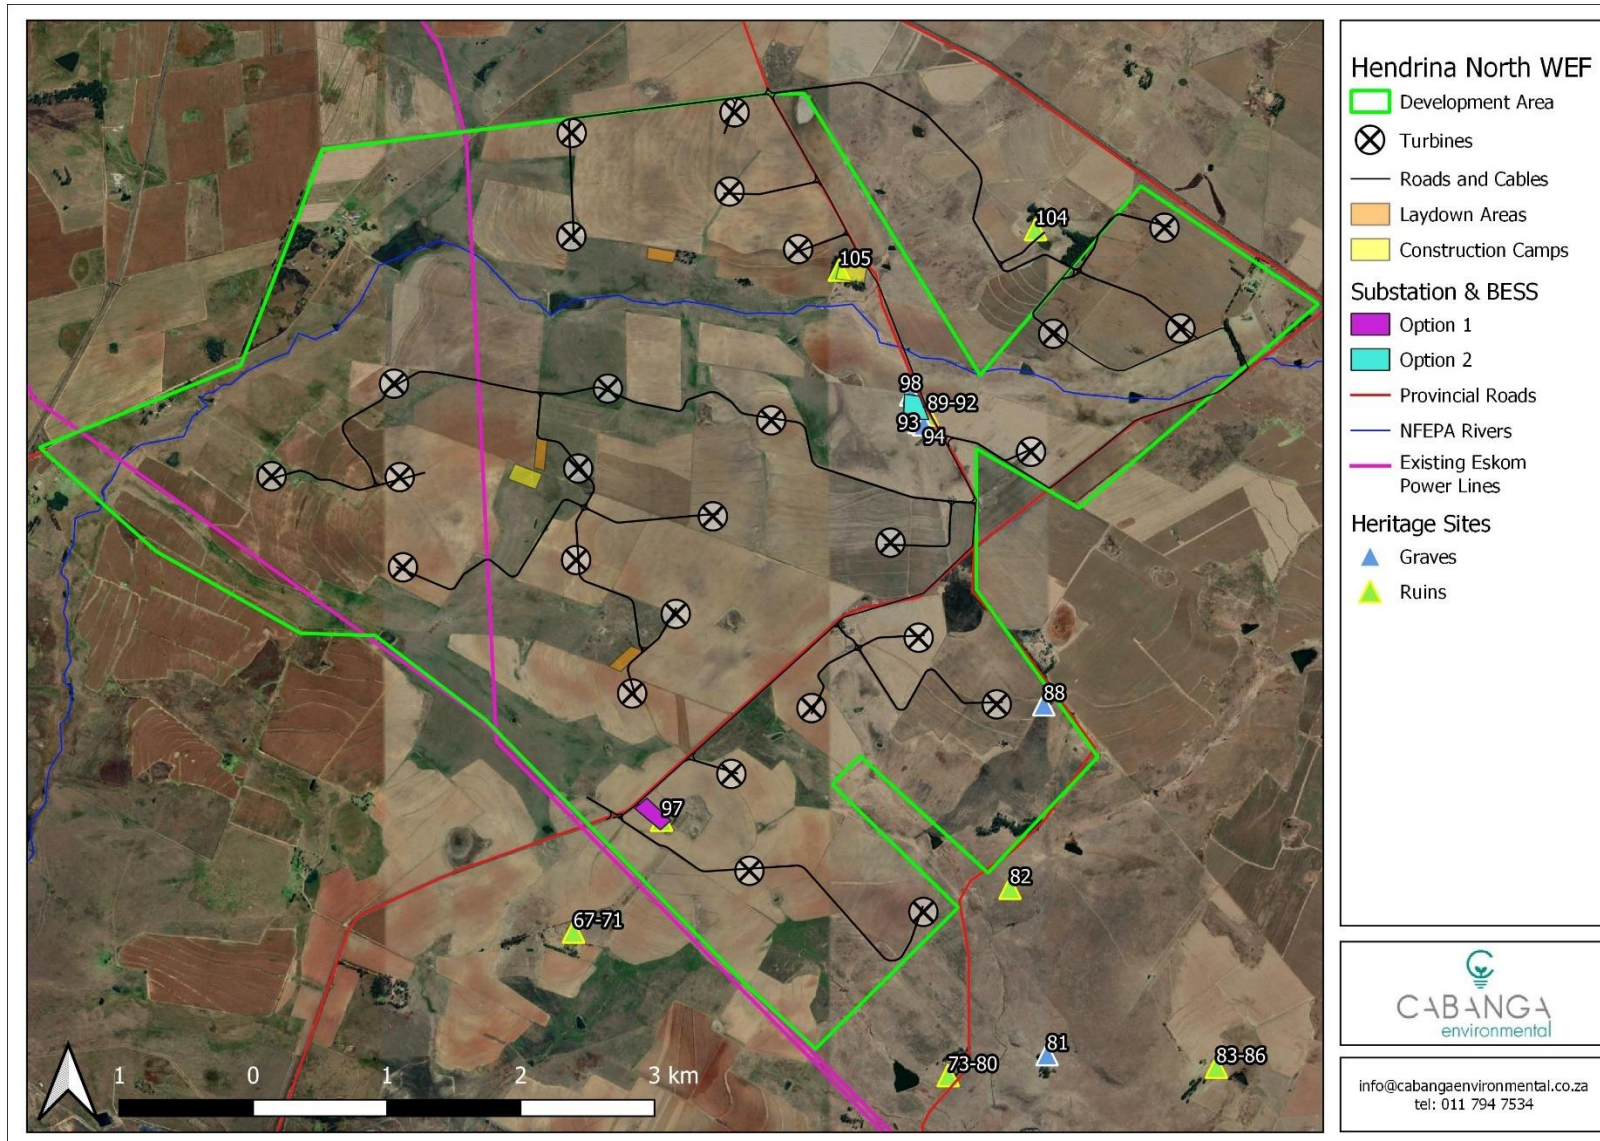 104
105
98
89-92
93
94
88
97
82
67-71
81
73-80
83-86
1 0 1 2 3 km
Hendrina North WEF
Development Area
Turbines
Roads and Cables
Laydown Areas
Construction Camps
Substation & BESS
Option 1
Option 2
Provincial Roads
NFEPA Rivers
Existing Eskom
Power Lines
Heritage Sites
Graves
Ruins
CABANGA
environmental
info@cabangaenvironmental.co.za
tel: 011 794 7534